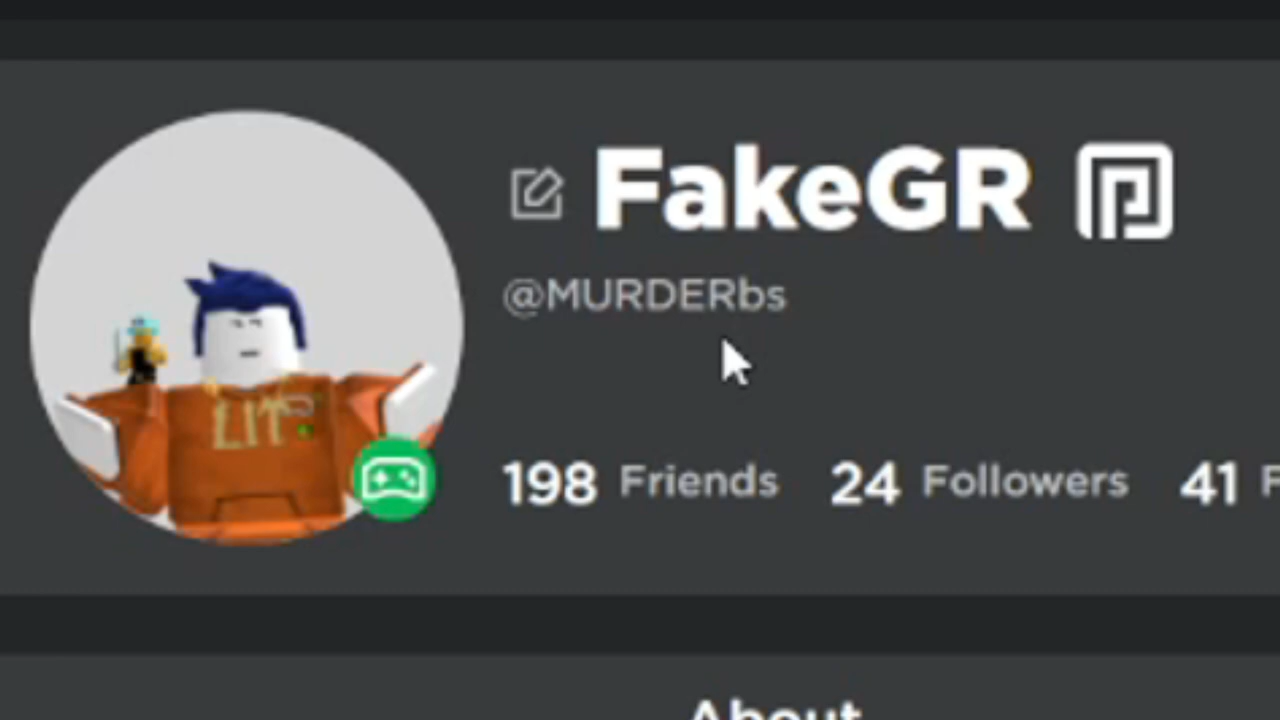 FakeGR
@MURDERbs
LIT
198 Friends 24 Followers 41
About